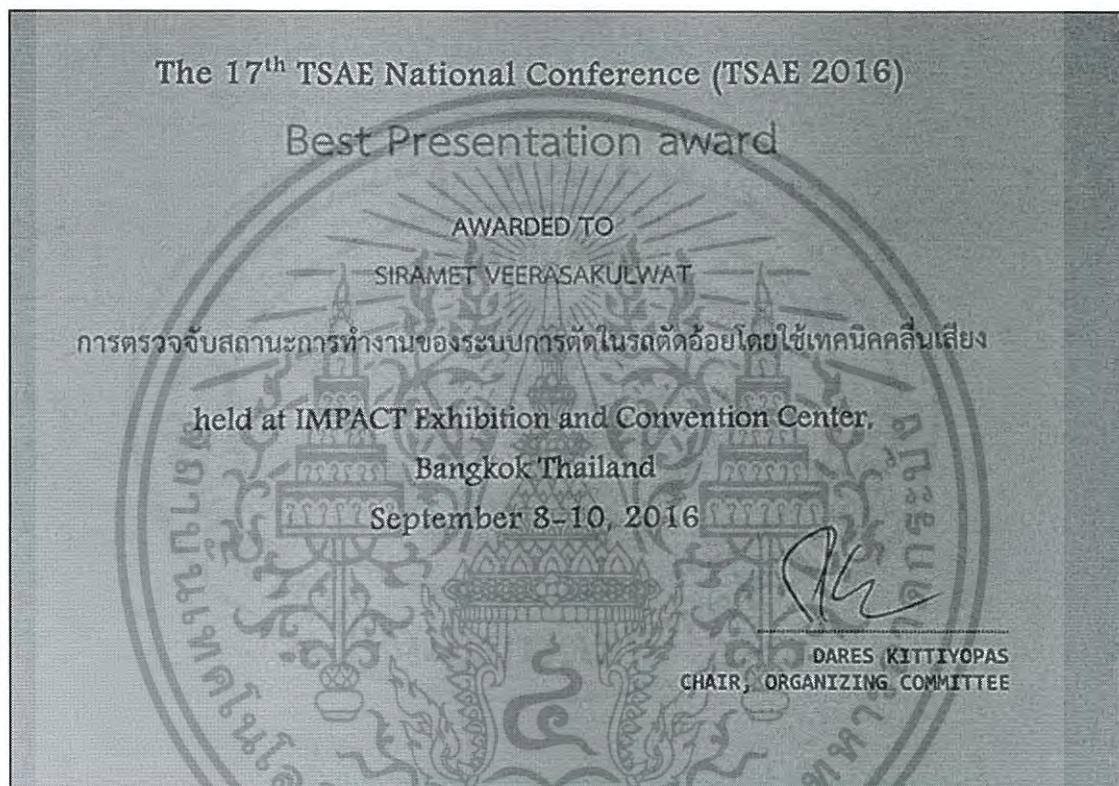 The 17th TSAE National Conference (TSAE 2016)
Best Presentation award
AWARDED TO
SIRAMET VEERASAKULWAT
การตรวจจับสถานะการทำงานของระบบการตัดในรถตัดอ้อยโดยใช้เทคนิคคลื่นเสียง
held at IMPACT Exhibition and Convention Center,
Bangkok Thailand
September 8-10, 2016
DARES KITTIYOPAS
CHAIR, ORGANIZING COMMITTEE